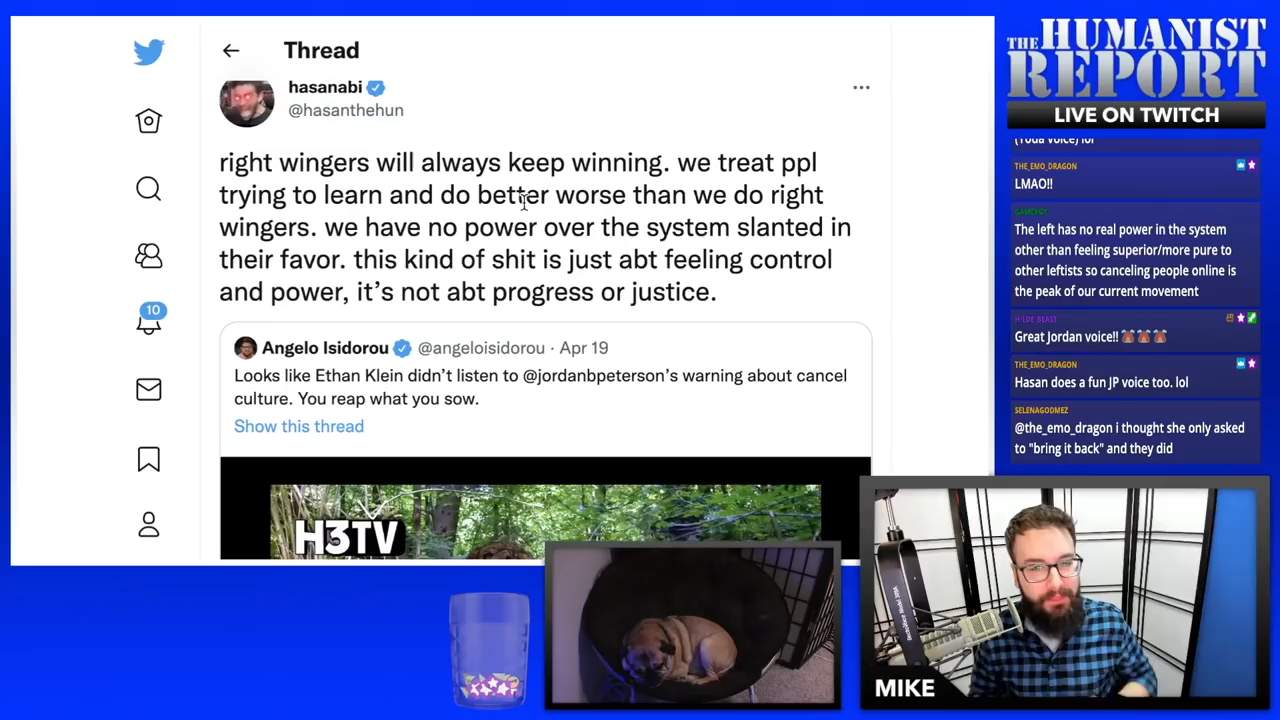 Thread
hasanabi
@hasanthehun
right wingers will always keep winning. we treat ppl
trying to learn and do better worse than we do right
wingers. we have no power over the system slanted in
their favor. this kind of shit is just abt feeling control
and power, it’s not abt progress or justice.
Angelo Isidorou @angeloisidorou · Apr 19
Looks like Ethan Klein didn’t listen to @jordanbpeterson’s warning about cancel
culture. You reap what you sow.
Show this thread
H3TV
10
THE HUMANIST
REPORT
LIVE ON TWITCH
(Yoda voice) lol
THE_EMO_DRAGON
LMAO!!
The left has no real power in the
system other than feeling superior/more pure to
other leftists so canceling people online is
the peak of our current movement
H1LDE_BEAST
Great Jordan voice!!
THE_EMO_DRAGON
Hasan does a fun JP voice too. lol
SELENAGODMEZ
@the_emo_dragon i thought she only asked
to "bring it back" and they did
MIKE